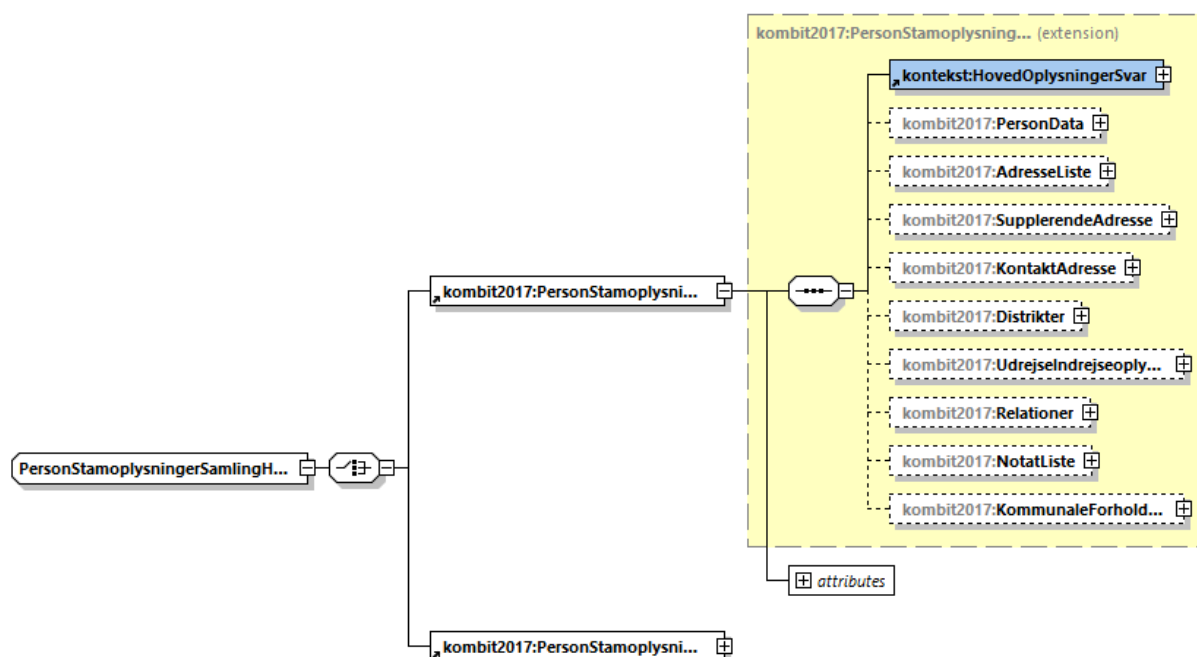 kombit2017:PersonStamoplysning... (extension)
kontekst:HovedOplysningerSvar
kombit2017:PersonData
kombit2017:AdresseListe
kombit2017:SupplerendeAdresse
kombit2017:KontaktAdresse
kombit2017:PersonStamoplysni...
kombit2017:Distrikter
kombit2017:UdrejseIndrejseoply...
kombit2017:Relationer
kombit2017:NotatListe
PersonStamoplysningerSamlingH...
kombit2017:KommunaleForhold...
attributes
kombit2017:PersonStamoplysni...